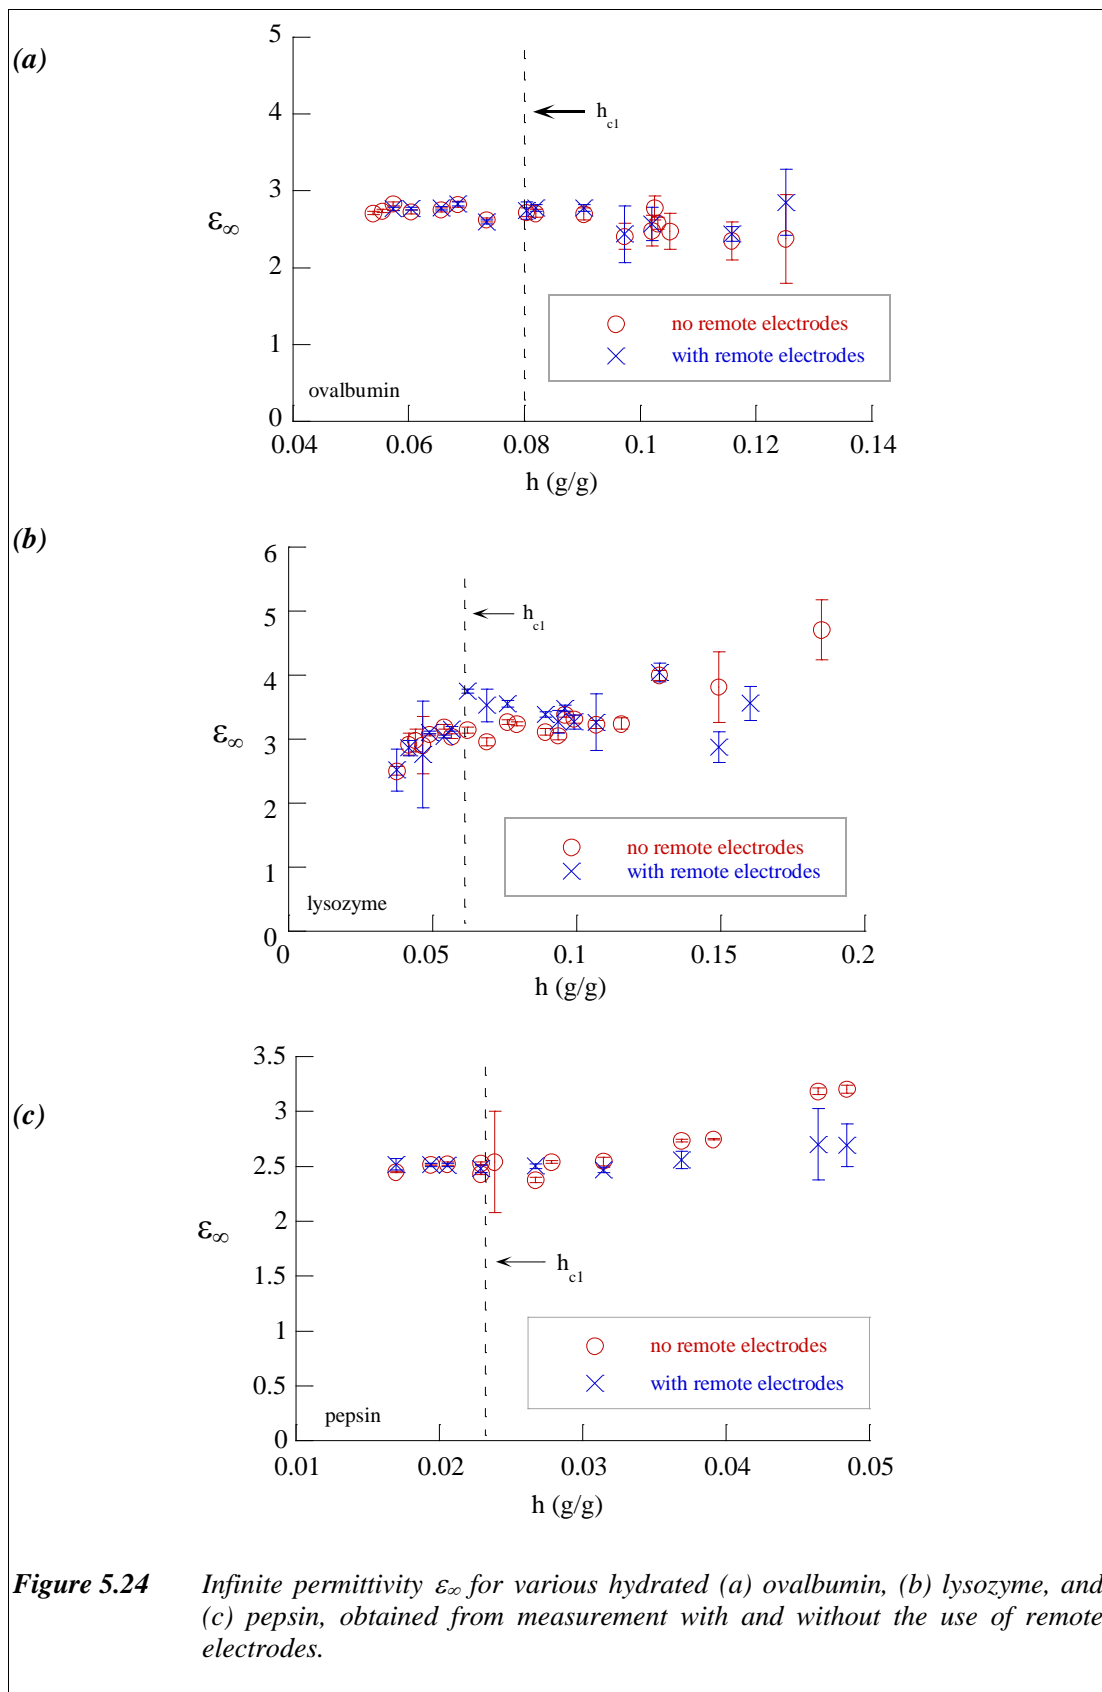 (a)
5
4
3
2
1
0
ε∞
h c1
no remote electrodes
with remote electrodes
ovalbumin
0.04 0.06 0.08 0.1 0.12 0.14
h (g/g)
(b)
6
5
4
3
2
1
0
ε∞
h c1
no remote electrodes
with remote electrodes
lysozyme
0 0.05 0.1 0.15 0.2
h (g/g)
(c)
3.5
3
2.5
2
1.5
1
0.5
0
ε∞
h c1
no remote electrodes
with remote electrodes
pepsin
0.01 0.02 0.03 0.04 0.05
h (g/g)
Figure 5.24 Infinite permittivity ε∞ for various hydrated (a) ovalbumin, (b) lysozyme, and
(c) pepsin, obtained from measurement with and without the use of remote
electrodes.